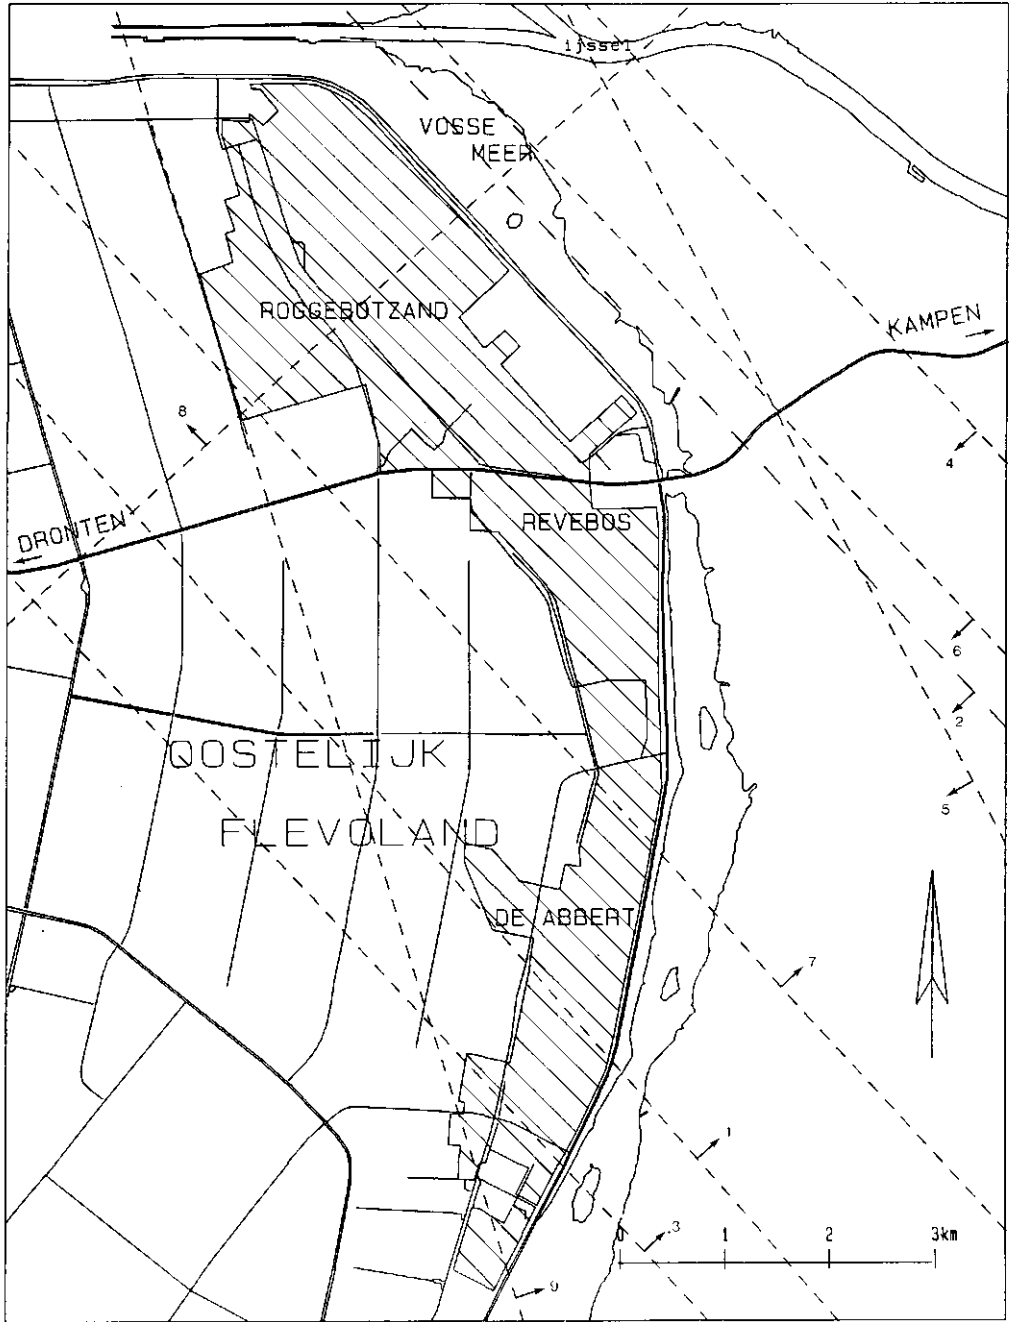 ijssel
VOSSE
MEER
ROGGEBOTZAND
KAMPEN
8
4
DRONTEN
REVEBOS
6
2
OOSTELIJK
5
FLEVOLAND
DE ABBERT
7
1
3
0 1 2 3km
9